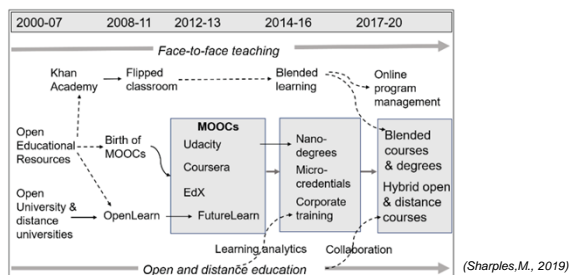 2000-07 2008-11 2012-13 2014-16 2017-20
Face-to-face teaching
Khan
Academy
Flipped
classroom
Blended
learning
Online
program
management
Open
Educational
Resources
Birth of
MOOCs
MOOCs
Udacity
Coursera
EdX
FutureLearn
Nano-
degrees
Micro-
credentials
Corporate
training
Blended
courses
& degrees
Hybrid open
& distance
courses
Open
University &
distance
universities
OpenLearn
Learning analytics
Collaboration
Open and distance education
(Sharples,M., 2019)